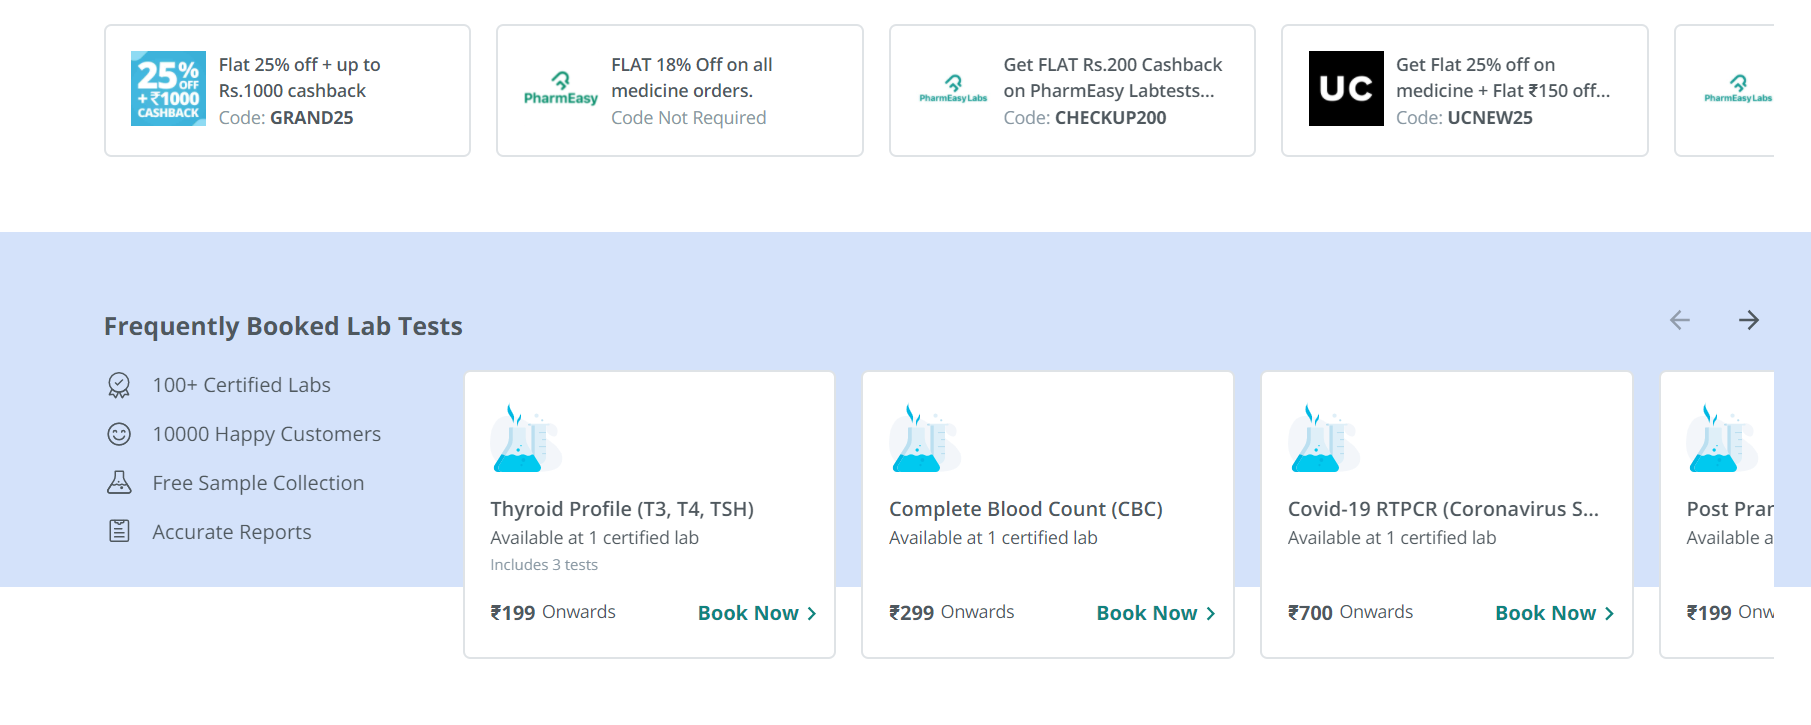 25% OFF
+ ₹1000
CASHBACK
Flat 25% off + up to
Rs.1000 cashback
Code: GRAND25
PharmEasy
FLAT 18% Off on all
medicine orders.
Code Not Required
PharmEasy Labs
Get FLAT Rs.200 Cashback
on PharmEasy Labtests...
Code: CHECKUP200
UC
Get Flat 25% off on
medicine + Flat ₹150 off...
Code: UCNEW25
PharmEasy Labs
Frequently Booked Lab Tests
100+ Certified Labs
10000 Happy Customers
Free Sample Collection
Accurate Reports
Thyroid Profile (T3, T4, TSH)
Available at 1 certified lab
Includes 3 tests
₹199 Onwards
Book Now
Complete Blood Count (CBC)
Available at 1 certified lab
₹299 Onwards
Book Now
Covid-19 RTPCR (Coronavirus S...
Available at 1 certified lab
₹700 Onwards
Book Now
Post Pran
Available a
₹199 Onw